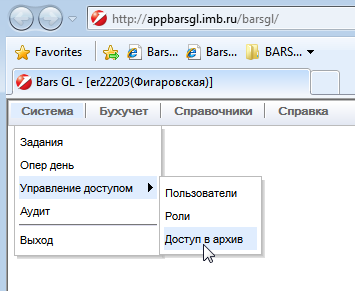 http://appbarsgl.imb.ru/barsgl/
Favorites Bars... Bars... BARS...
Bars GL - [er22203(Фигаровская)]
Система Бухучет Справочники Справка
Задания
Опер день
Управление доступом
Аудит
Выход
Пользователи
Роли
Доступ в архив